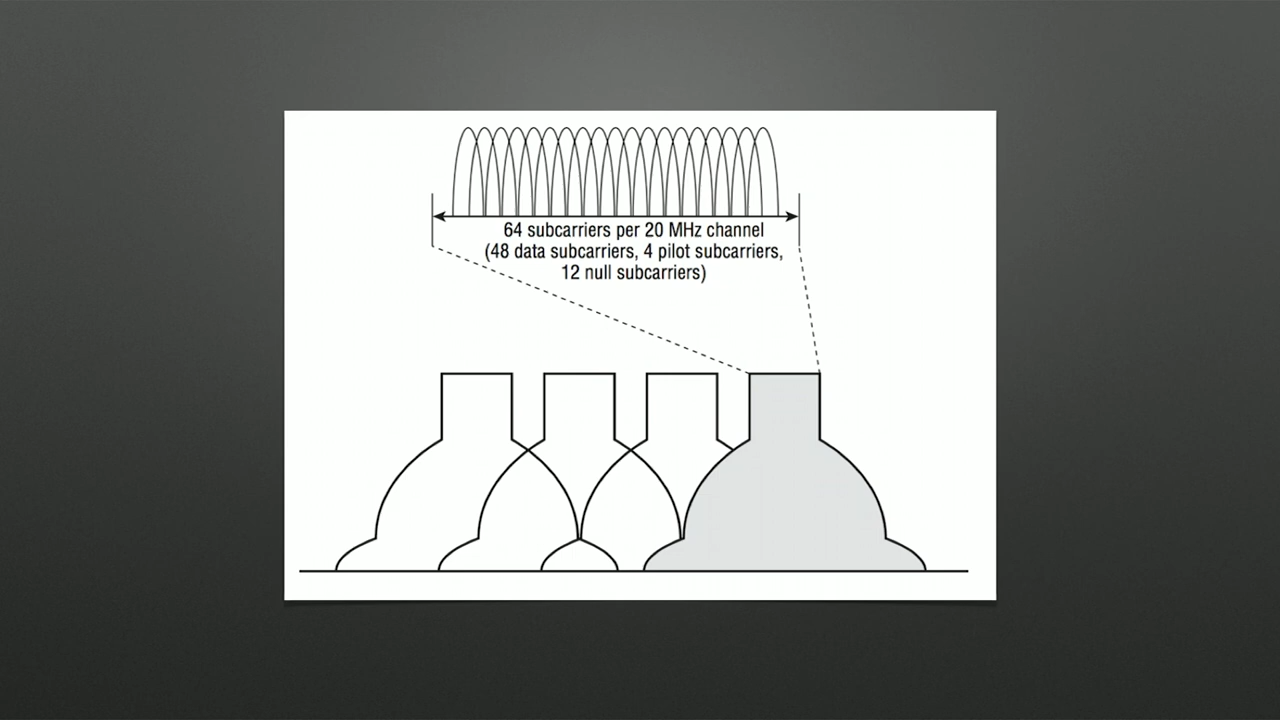 64 subcarriers per 20 MHz channel
(48 data subcarriers, 4 pilot subcarriers,
12 null subcarriers)